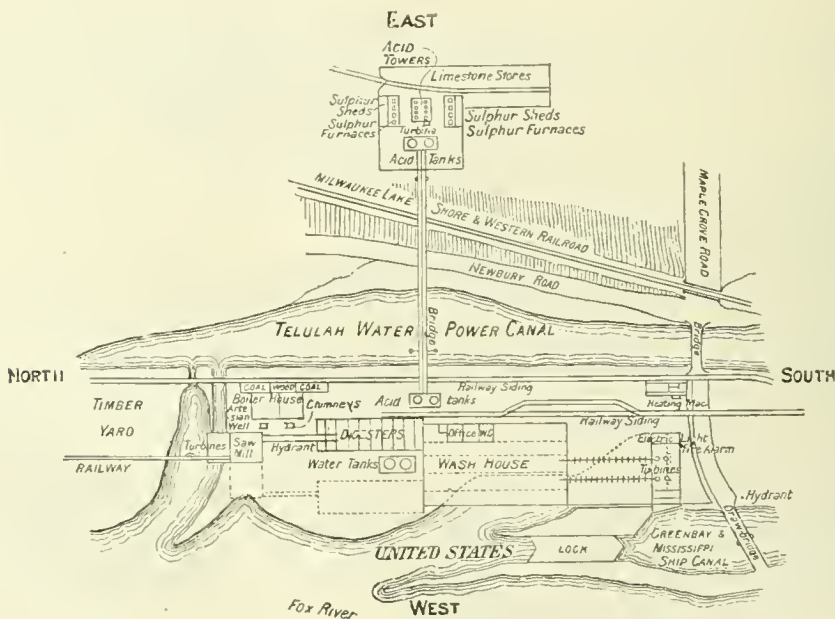 EAST
ACID
TOWERS
Limestone Stores
Sulphur
Sheds
Sulphur
Furnaces
Turbine
Sulphur Sheds
Sulphur Furnaces
Acid Tanks
MILWAUKEE LAKE SHORE & WESTERN RAILROAD
MAPLE GROVE ROAD
NEWBURY ROAD
TELULAH WATER POWER CANAL
Bridge
Bridge
NORTH
SOUTH
COAL WOOD COAL
Railway Siding
TIMBER
YARD
Boiler House
Arte
sian
Well
Chimneys
Acid tanks
Heating Mac.
Railway Siding
Turbines
Saw
Mill
Hydrant
DIGESTERS
Office
Electric Light
Fire Alarm
RAILWAY
Water Tanks
WASH HOUSE
Turbines
Hydrant
Drawbridge
UNITED STATES
LOCK
GREENBAY &
MISSISSIPPI
SHIP CANAL
Fox River
WEST